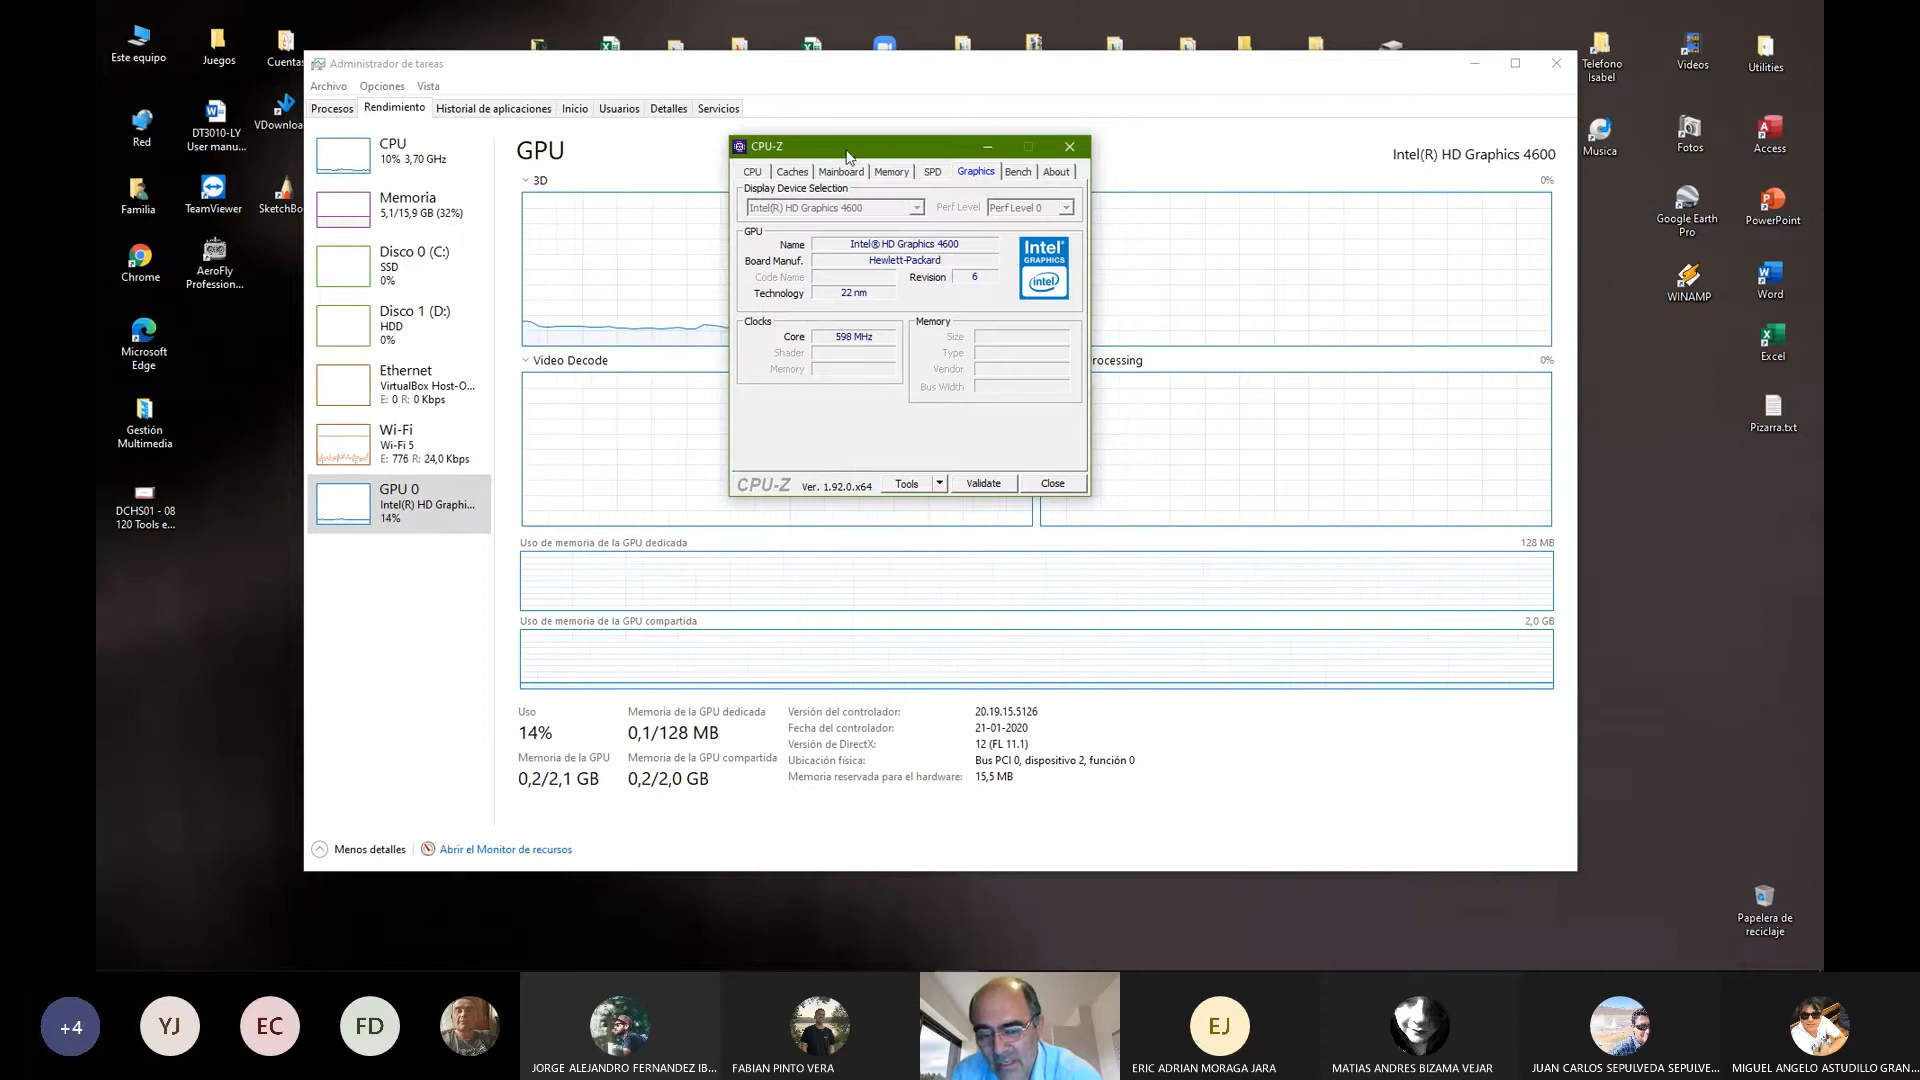 Este equipo
Juegos
Cuentas
Telefono
Isabel
Videos
Utilities
Red
DT3010-LY
User manu...
VDownloa
Musica
Fotos
Access
Familia
TeamViewer
SketchBo
Google Earth
Pro
PowerPoint
Chrome
AeroFly
Profession...
WINAMP
Word
Microsoft
Edge
Excel
Gestión
Multimedia
Pizarra.txt
DCHS01 - 08
120 Tools e...
Papelera de
reciclaje
Administrador de tareas
Archivo Opciones Vista
Procesos Rendimiento Historial de aplicaciones Inicio Usuarios Detalles Servicios
CPU
10% 3,70 GHz
Memoria
5,1/15,9 GB (32%)
Disco 0 (C:)
SSD
0%
Disco 1 (D:)
HDD
0%
Ethernet
VirtualBox Host-O...
E: 0 R: 0 Kbps
Wi-Fi
Wi-Fi 5
E: 776 R: 24,0 Kbps
GPU 0
Intel(R) HD Graphi...
14%
GPU
Intel(R) HD Graphics 4600
3D
0%
Video Decode
rocessing
0%
Uso de memoria de la GPU dedicada
128 MB
Uso de memoria de la GPU compartida
2,0 GB
Uso
14%
Memoria de la GPU dedicada
0,1/128 MB
Memoria de la GPU
0,2/2,1 GB
Memoria de la GPU compartida
0,2/2,0 GB
Versión del controlador: 20.19.15.5126
Fecha del controlador: 21-01-2020
Versión de DirectX: 12 (FL 11.1)
Ubicación física: Bus PCI 0, dispositivo 2, función 0
Memoria reservada para el hardware: 15,5 MB
Menos detalles
Abrir el Monitor de recursos
CPU-Z
CPU Caches Mainboard Memory SPD Graphics Bench About
Display Device Selection
Intel(R) HD Graphics 4600 Perf Level Perf Level 0
GPU
Name Intel® HD Graphics 4600
Board Manuf. Hewlett-Packard
Code Name Revision 6
Technology 22 nm
Intel®
GRAPHICS
intel
Clocks
Core 598 MHz
Shader
Memory
Memory
Size
Type
Vendor
Bus Width
CPU-Z Ver. 1.92.0.x64 Tools Validate Close
+4
YJ
EC
FD
JORGE ALEJANDRO FERNANDEZ IB...
FABIAN PINTO VERA
EJ
ERIC ADRIAN MORAGA JARA
MATIAS ANDRES BIZAMA VEJAR
JUAN CARLOS SEPULVEDA SEPULVE...
MIGUEL ANGELO ASTUDILLO GRAN...